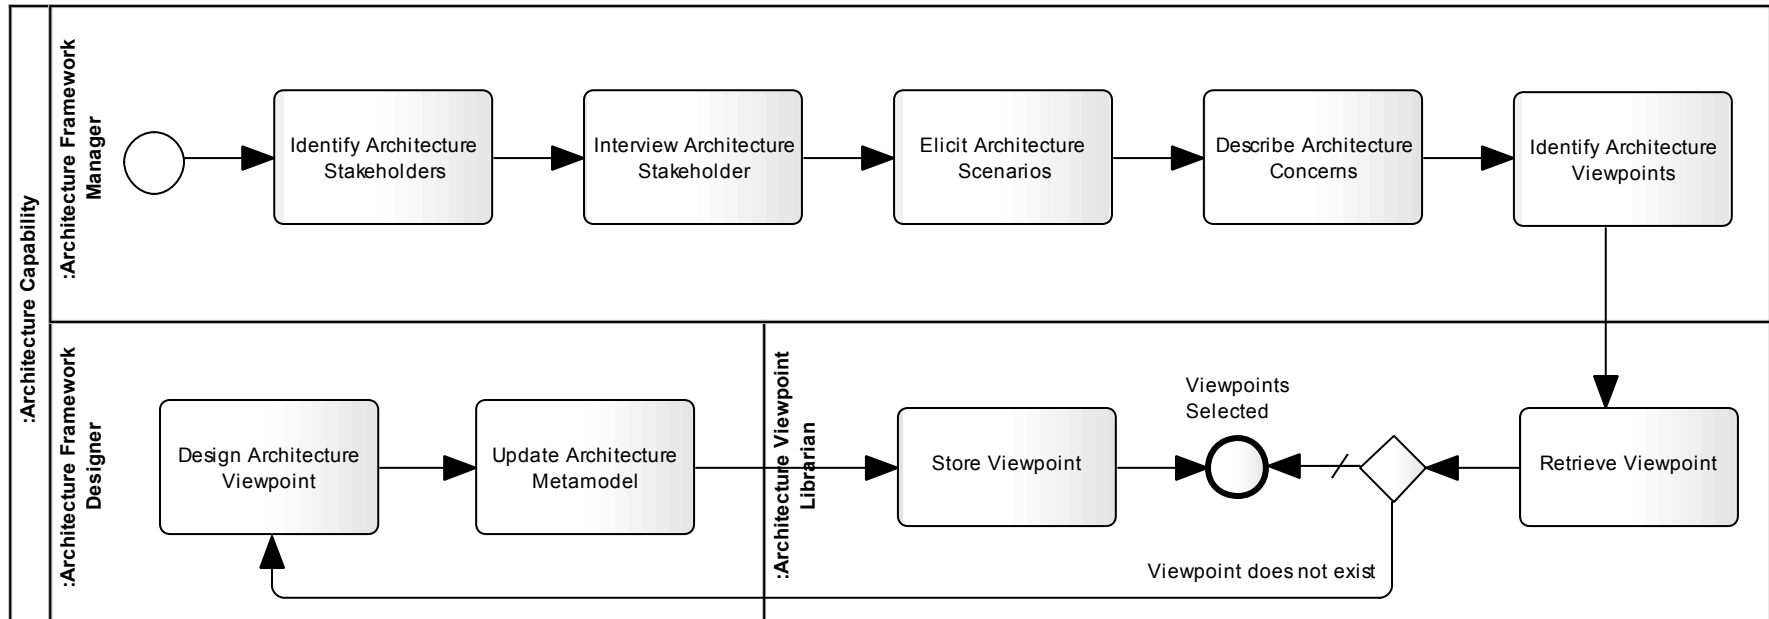 :Architecture Capability
:Architecture Framework
Manager
Identify Architecture
Stakeholders
Interview Architecture
Stakeholder
Elicit Architecture
Scenarios
Describe Architecture
Concerns
Identify Architecture
Viewpoints
:Architecture Framework
Designer
Design Architecture
Viewpoint
Update Architecture
Metamodel
:Architecture Viewpoint
Librarian
Store Viewpoint
Viewpoints
Selected
Retrieve Viewpoint
Viewpoint does not exist